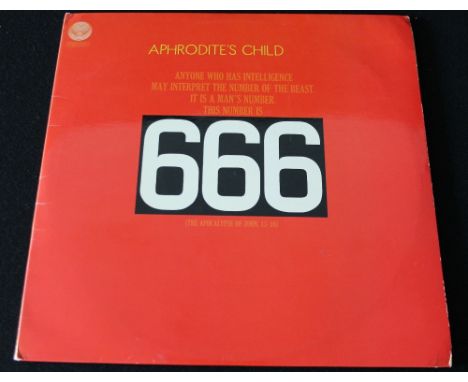 APHRODITE'S CHILD
ANYONE WHO HAS INTELLIGENCE
MAY INTERPRET THE NUMBER OF THE BEAST.
IT IS A MAN'S NUMBER.
THIS NUMBER IS
666
(THE APOCALYPSE OF JOHN, 13/18)